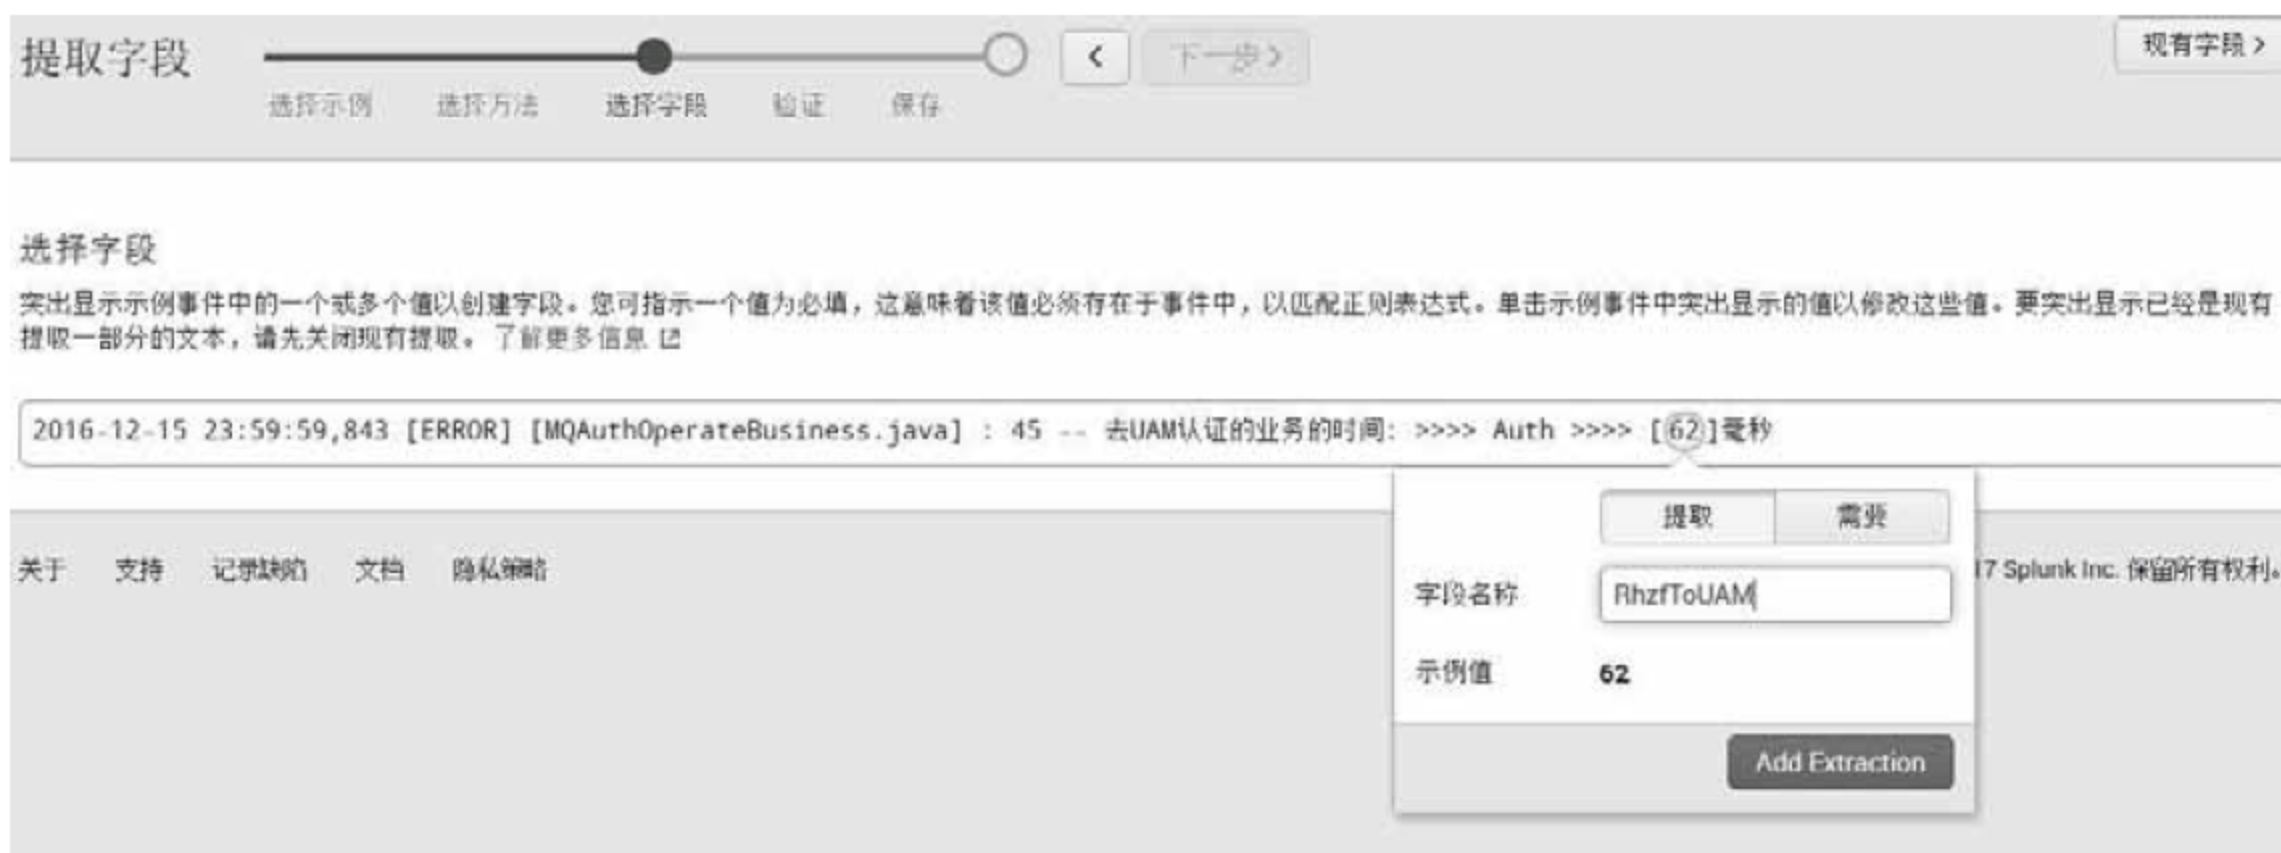 提取字段
下一步 >
现有字段 >
选择示例 选择方法 选择字段 验证 保存
选择字段
突出显示示例事件中的一个或多个值以创建字段。您可指示一个值为必填，这意味着该值必须存在于事件中，以匹配正则表达式。单击示例事件中突出显示的值以修改这些值。要突出显示已经是现有
提取一部分的文本，请先关闭现有提取。了解更多信息
2016-12-15 23:59:59,843 [ERROR] [MQAuthOperateBusiness.java] : 45 -- 去UAM认证的业务的时间: >>>> Auth >>>> [62]毫秒
提取 需要
关于 支持 记录缺陷 文档 隐私策略
17 Splunk Inc. 保留所有权利。
字段名称 RhzfToUAM
示例值 62
Add Extraction